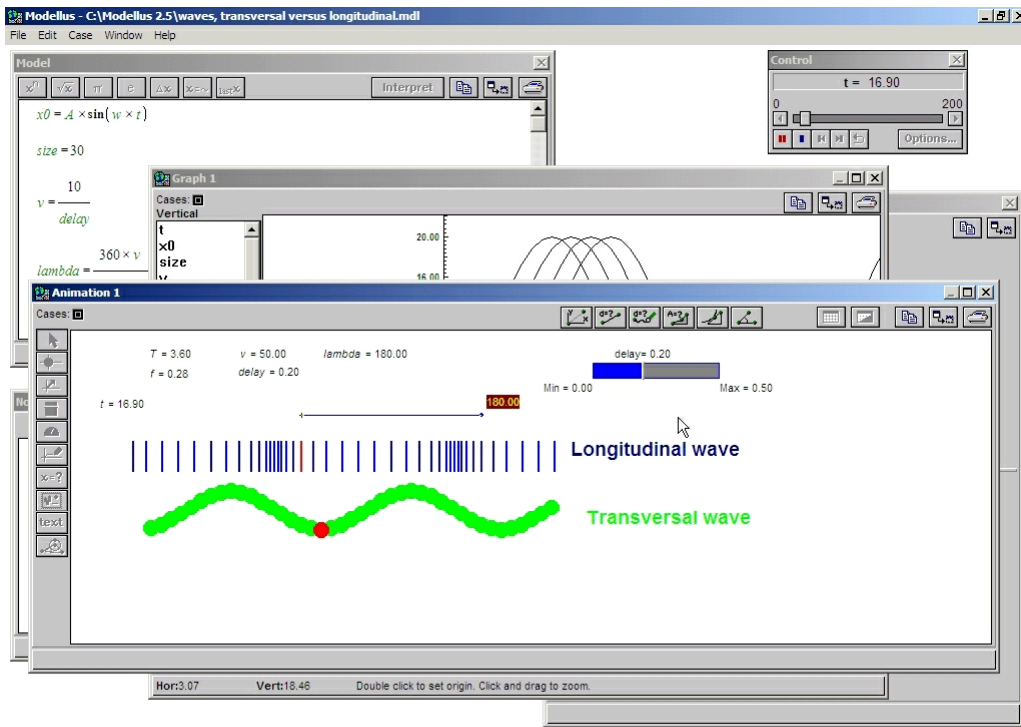 Modellus - C:\Modellus 2.5\waves, transversal versus longitudinal.mdl
File Edit Case Window Help
Model
Interpret
x0 = A × sin( w × t )
size = 30
v = 10
delay
360 × v
lambda =
Control
t = 16.90
0 200
Options...
Graph 1
Cases:
Vertical
t
x0
size
20.00
16.00
Animation 1
Cases:
T = 3.60 v = 50.00 lambda = 180.00
f = 0.28 delay = 0.20
delay= 0.20
Min = 0.00 Max = 0.50
t = 16.90
180.00
Longitudinal wave
Transversal wave
x=?
text
Hor:3.07 Vert:18.46 Double click to set origin. Click and drag to zoom.